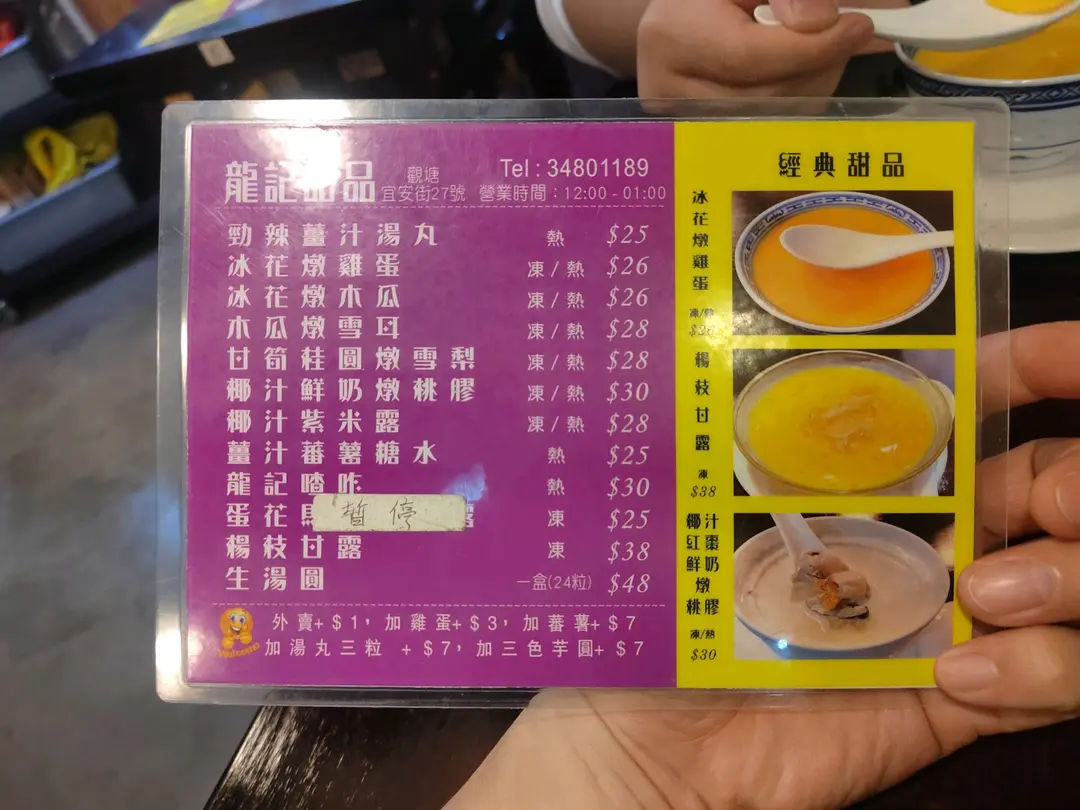 龍記甜品 觀塘 Tel : 34801189
宜安街27號 營業時間：12:00 - 01:00
勁辣薑汁湯丸 熱 $25
冰花燉雞蛋 凍/熱 $26
冰花燉木瓜 凍/熱 $26
木瓜燉雪耳 凍/熱 $28
甘筍桂圓燉雪梨 凍/熱 $28
椰汁鮮奶燉桃膠 凍/熱 $30
椰汁紫米露 凍/熱 $28
薑汁蕃薯糖水 熱 $25
龍記喳咋 熱 $30
蛋花馬 暫停 凍 $25
楊枝甘露 凍 $38
生湯圓 一盒(24粒) $48
外賣+$1，加雞蛋+$3，加蕃薯+$7
加湯丸三粒 +$7，加三色芋圓+$7
Welcome
經典甜品
冰花燉雞蛋
凍/熱
$26
楊枝甘露
凍
$38
椰汁
紅棗
鮮奶
燉
桃膠
凍/熱
$30